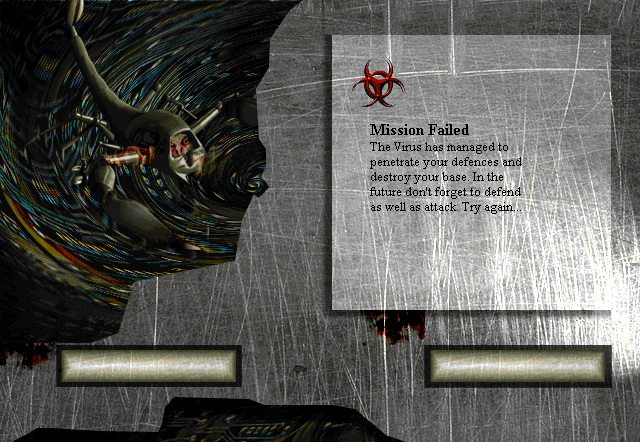 Mission Failed
The Virus has managed to
penetrate your defences and
destroy your base. In the
future don't forget to defend
as well as attack. Try again...